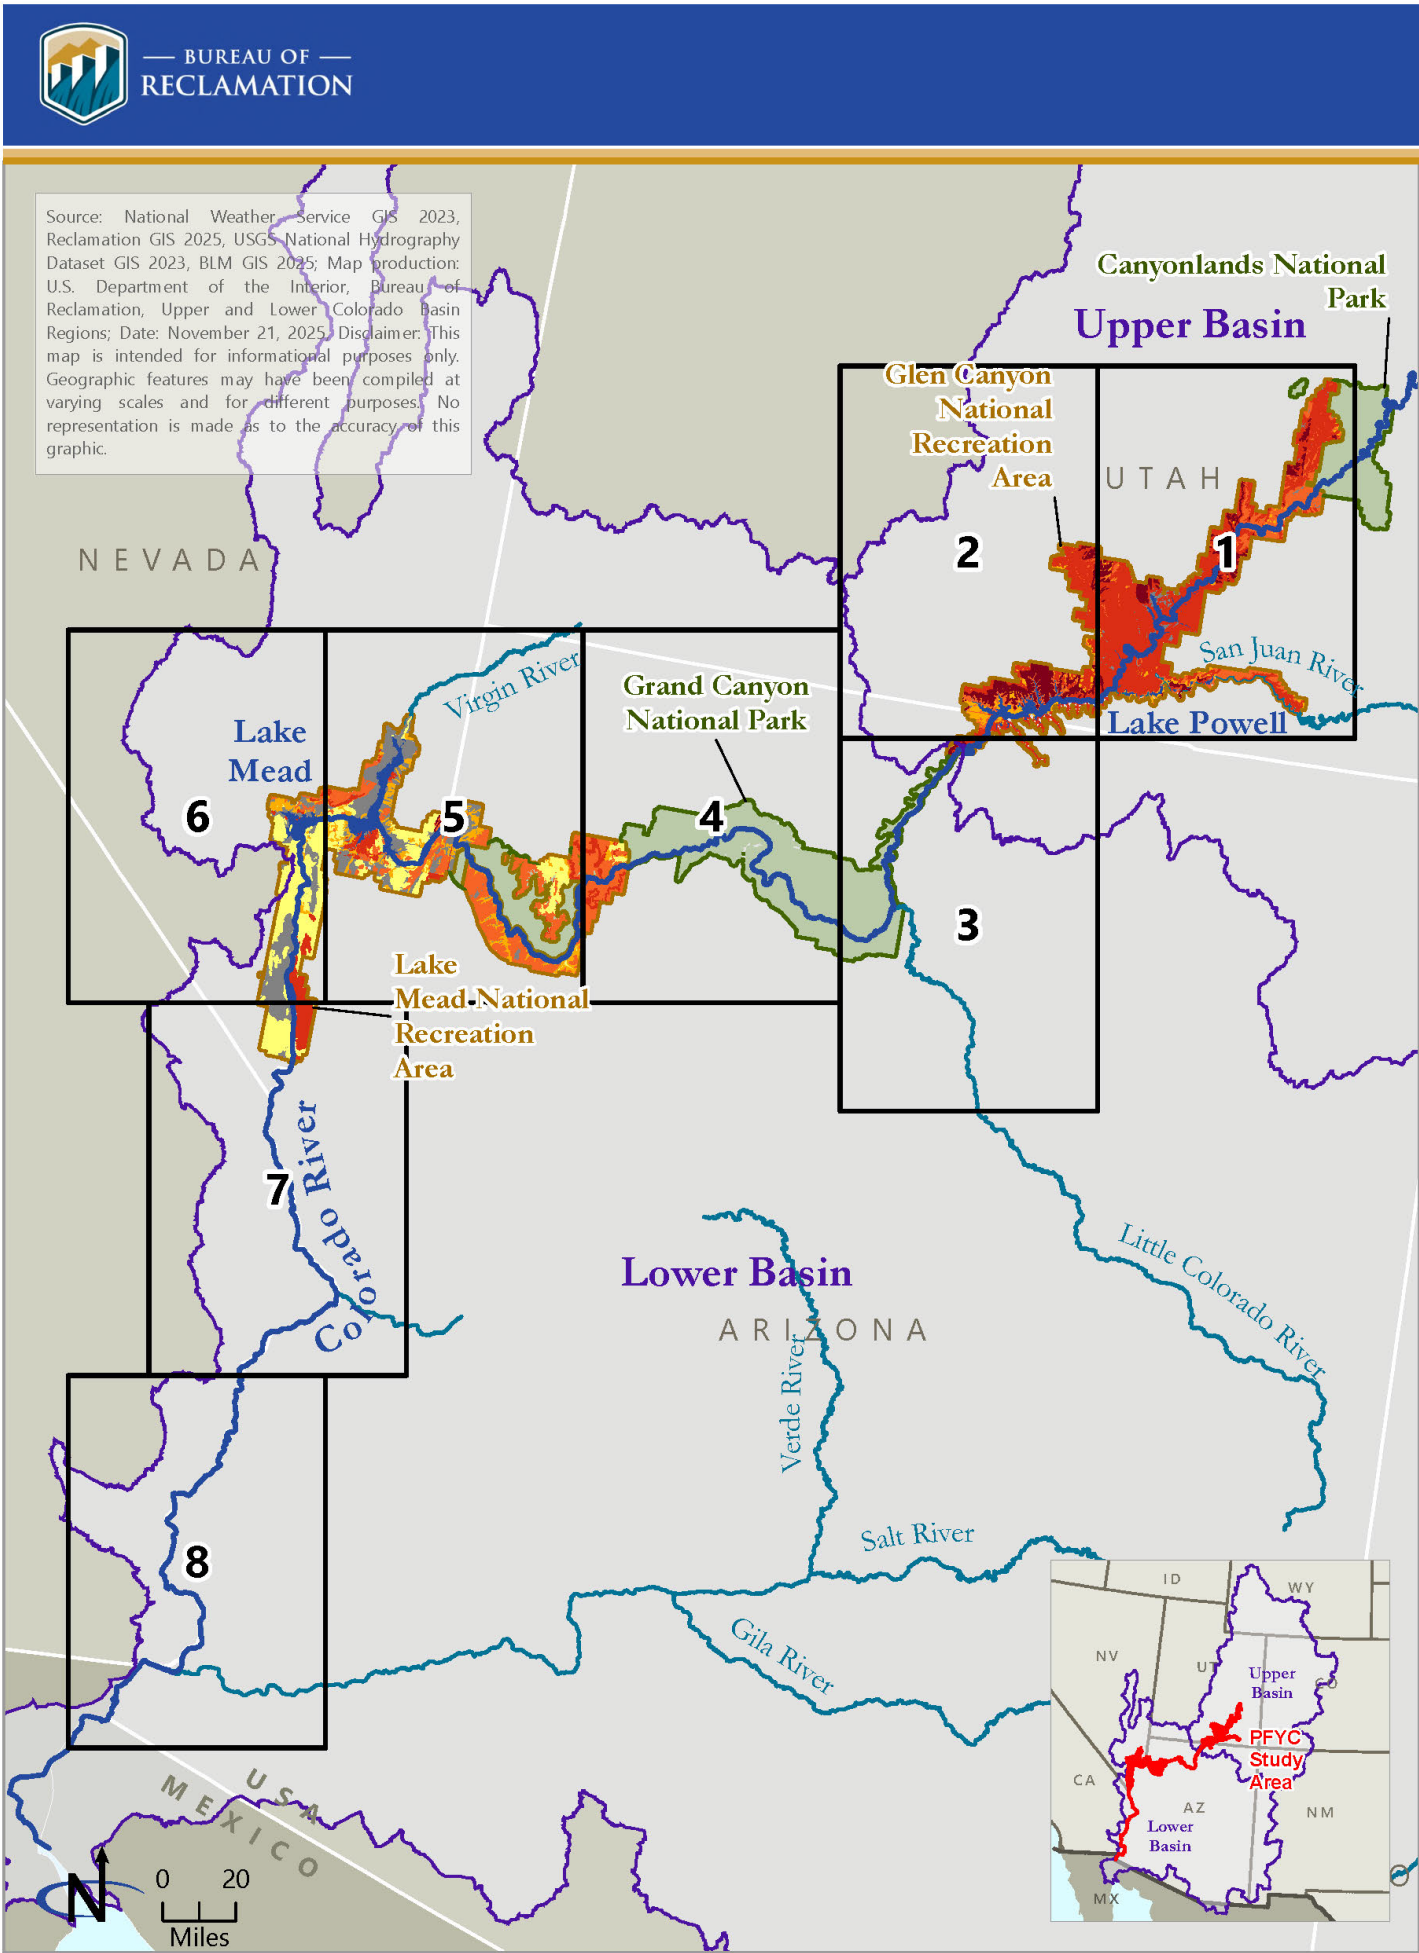 BUREAU OF
RECLAMATION
Source: National Weather Service GIS 2023,
Reclamation GIS 2025, USGS National Hydrography
Dataset GIS 2023, BLM GIS 2025; Map production:
U.S. Department of the Interior, Bureau of
Reclamation, Upper and Lower Colorado Basin
Regions; Date: November 21, 2025 Disclaimer: This
map is intended for informational purposes only.
Geographic features may have been compiled at
varying scales and for different purposes. No
representation is made as to the accuracy of this
graphic.
Canyonlands National
Park
Upper Basin
Glen Canyon
National
Recreation
Area
UTAH
NEVADA
2
1
San Juan River
Lake Powell
Virgin River
Grand Canyon
National Park
Lake
Mead
6
5
4
3
Lake
Mead National
Recreation
Area
Colorado River
7
Lower Basin
ARIZONA
Little Colorado River
Verde River
Salt River
8
Gila River
USA
MEXICO
N
0 20
Miles
ID
WY
NV
UT
CO
Upper
Basin
PFYC
Study
Area
CA
AZ
NM
Lower
Basin
MX